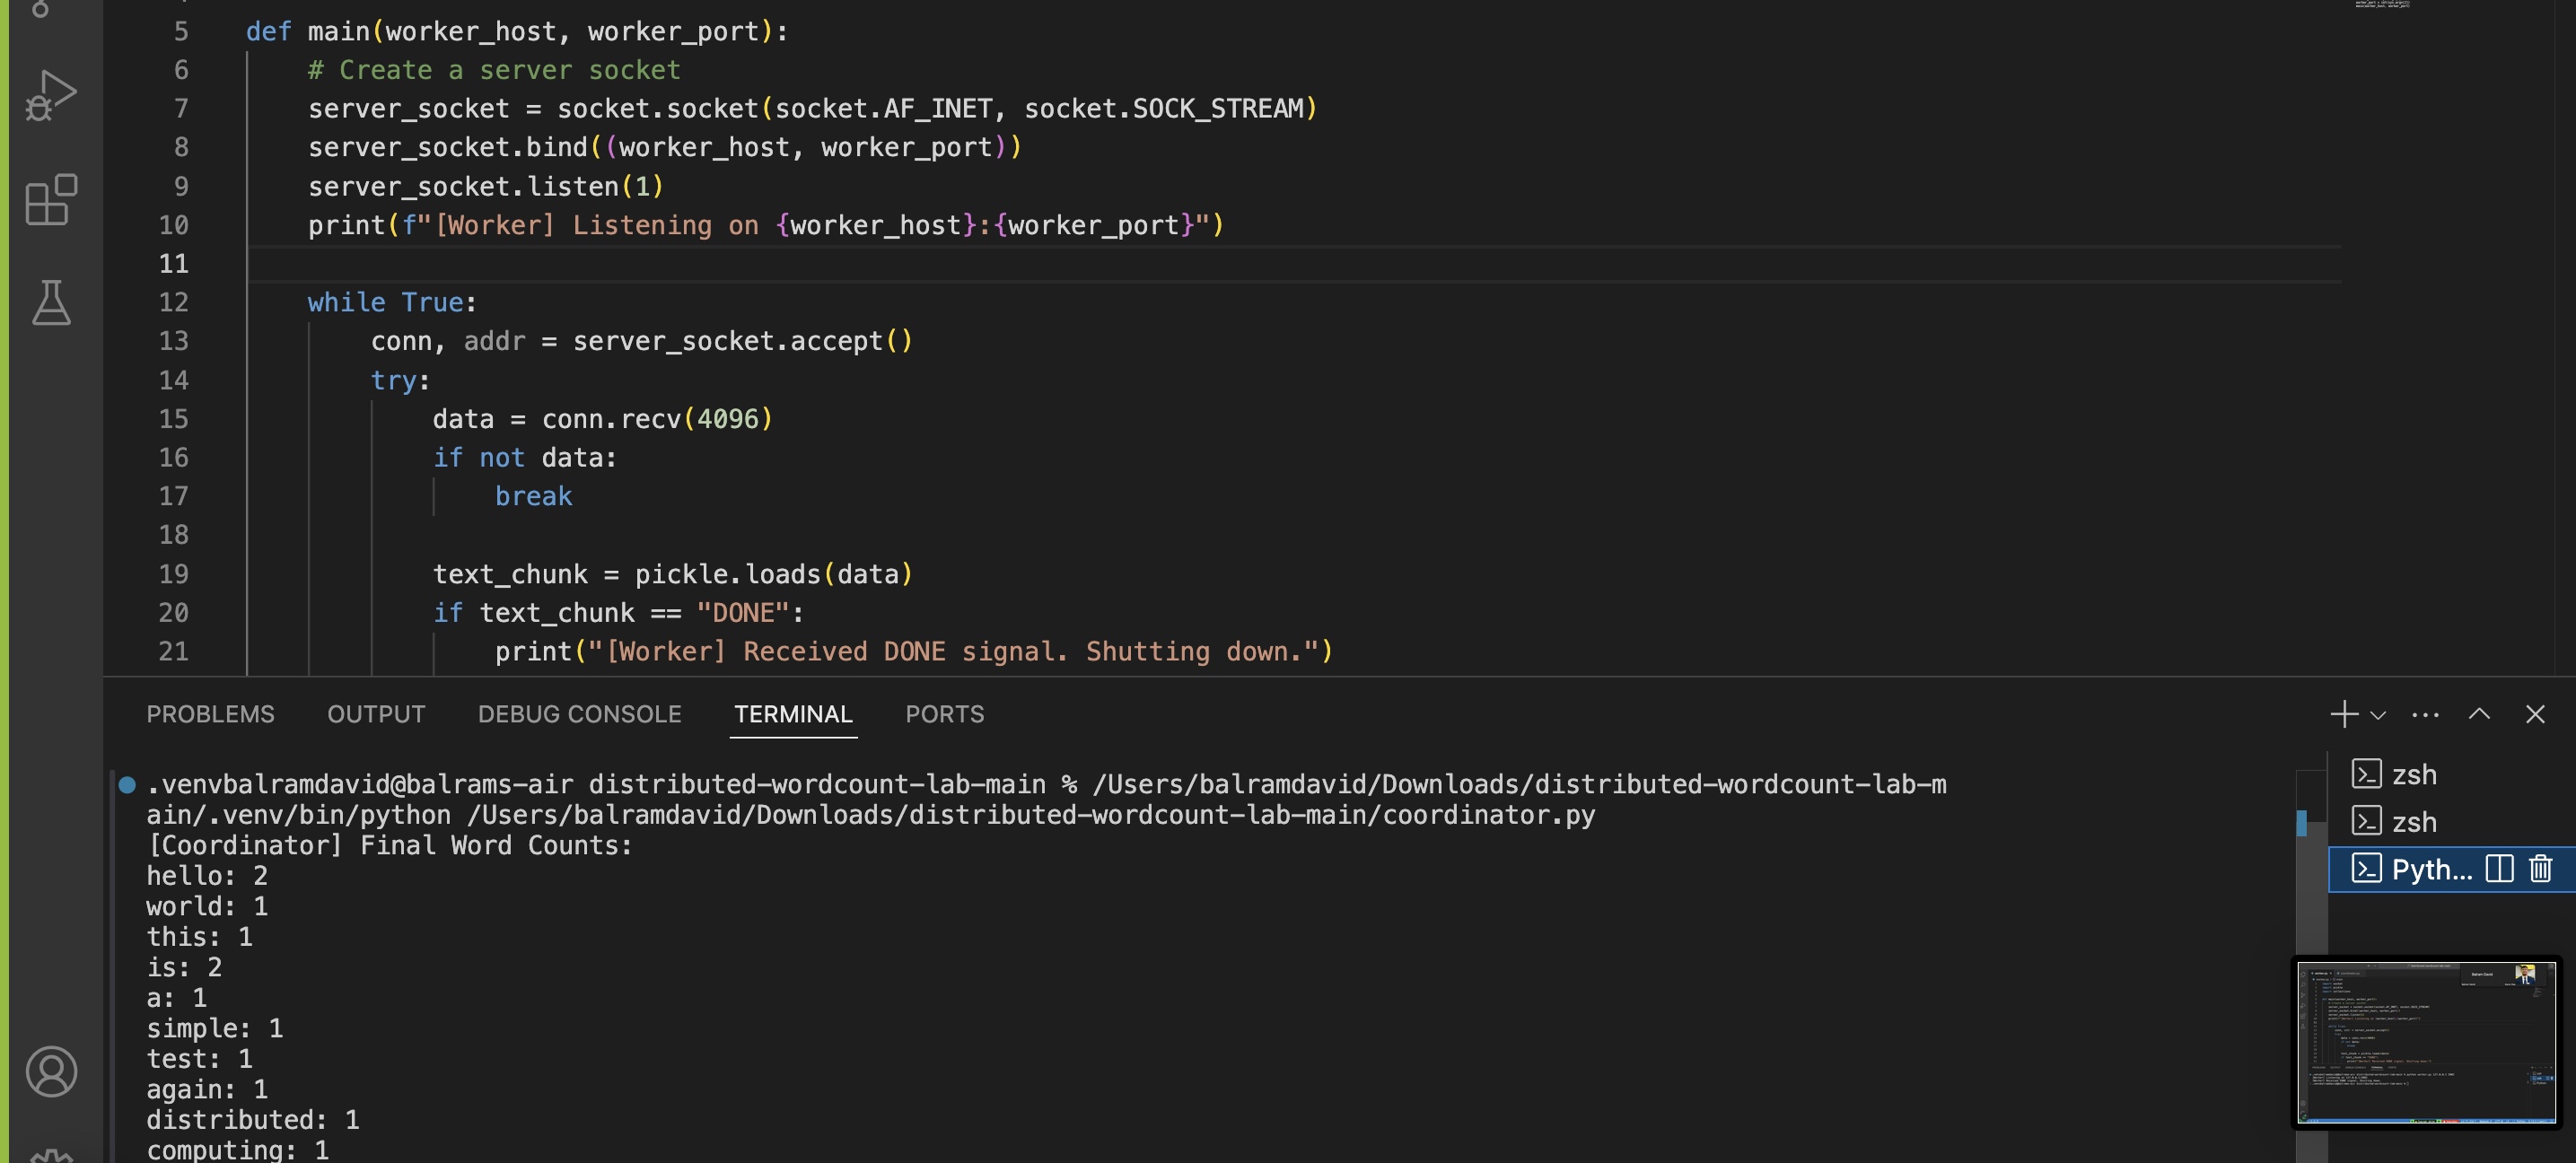 5 def main(worker_host, worker_port):
6 # Create a server socket
7 server_socket = socket.socket(socket.AF_INET, socket.SOCK_STREAM)
8 server_socket.bind((worker_host, worker_port))
9 server_socket.listen(1)
10 print(f"[Worker] Listening on {worker_host}:{worker_port}")
11
12 while True:
13 conn, addr = server_socket.accept()
14 try:
15 data = conn.recv(4096)
16 if not data:
17 break
18
19 text_chunk = pickle.loads(data)
20 if text_chunk == "DONE":
21 print("[Worker] Received DONE signal. Shutting down.")
PROBLEMS OUTPUT DEBUG CONSOLE TERMINAL PORTS
.venvbalramdavid@balrams-air distributed-wordcount-lab-main % /Users/balramdavid/Downloads/distributed-wordcount-lab-m
ain/.venv/bin/python /Users/balramdavid/Downloads/distributed-wordcount-lab-main/coordinator.py
[Coordinator] Final Word Counts:
hello: 2
world: 1
this: 1
is: 2
a: 1
simple: 1
test: 1
again: 1
distributed: 1
computing: 1
zsh
zsh
Pyth...